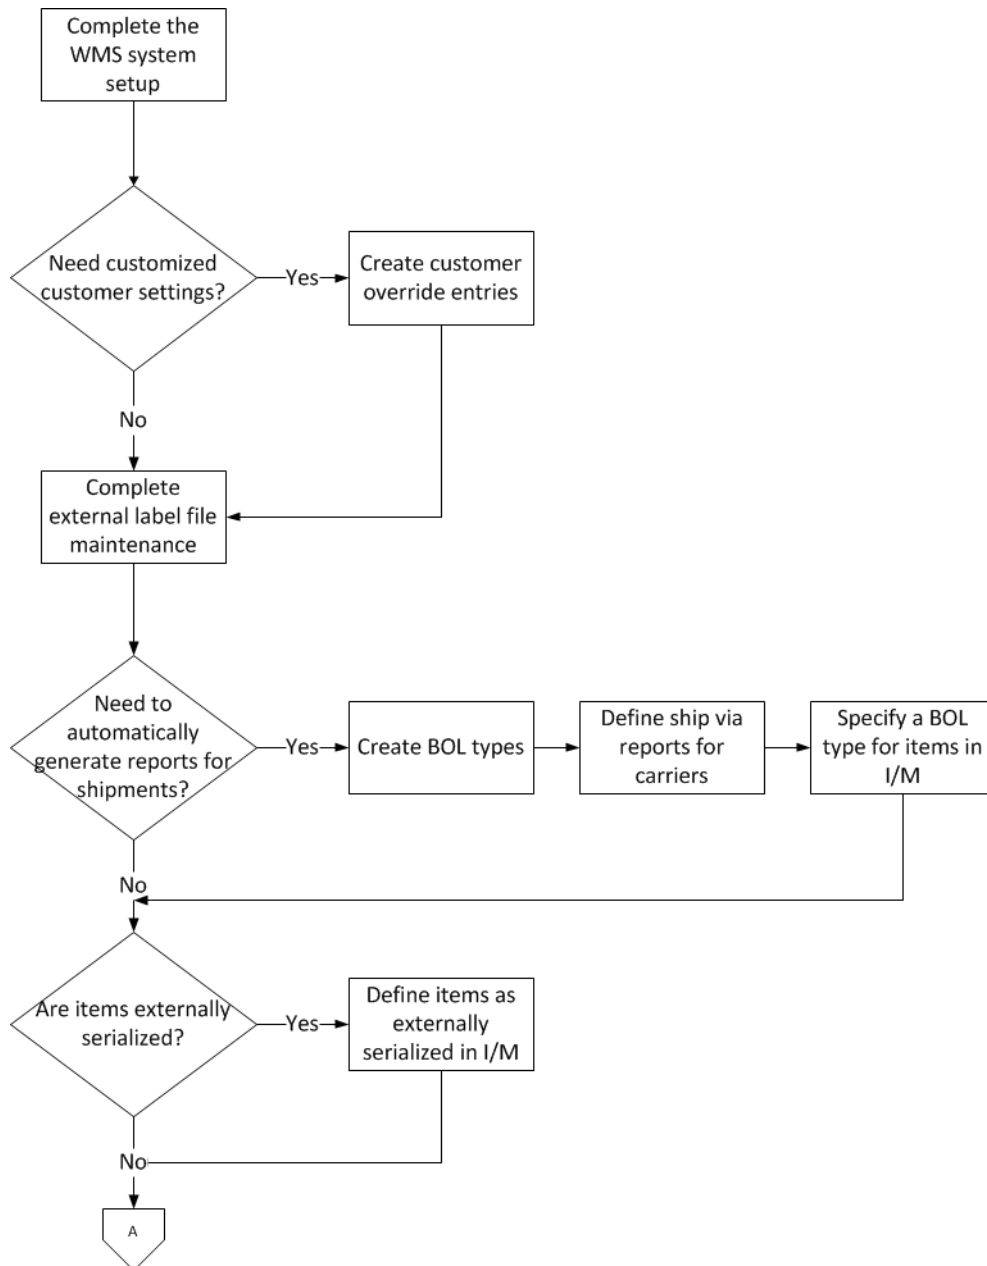 Complete the
WMS system
setup
Need customized
customer settings?
Yes
Create customer
override entries
No
Complete
external label file
maintenance
Need to
automatically
generate reports for
shipments?
Yes
Create BOL types
Define ship via
reports for
carriers
Specify a BOL
type for items in
I/M
No
Are items externally
serialized?
Yes
Define items as
externally
serialized in I/M
No
A